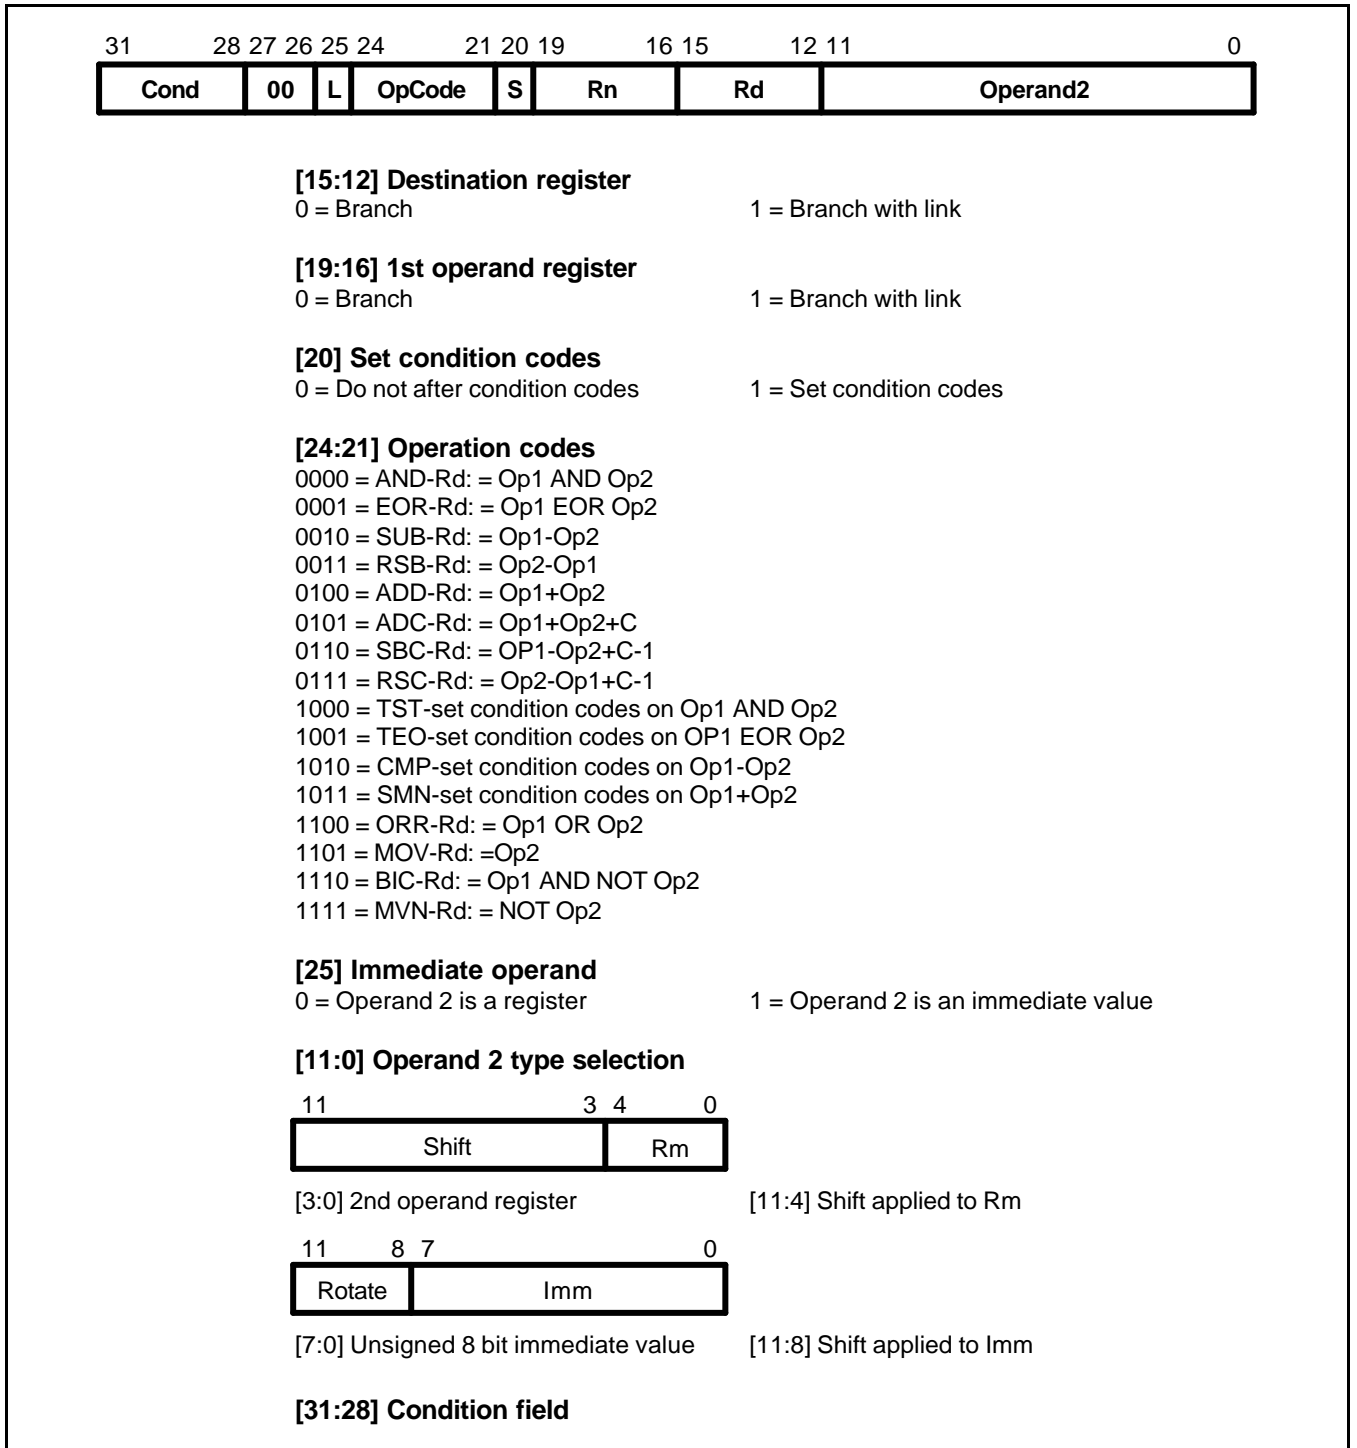 31 28 27 26 25 24 21 20 19 16 15 12 11 0
Cond 00 L OpCode S Rn Rd Operand2
[15:12] Destination register
0 = Branch 1 = Branch with link
[19:16] 1st operand register
0 = Branch 1 = Branch with link
[20] Set condition codes
0 = Do not after condition codes 1 = Set condition codes
[24:21] Operation codes
0000 = AND-Rd: = Op1 AND Op2
0001 = EOR-Rd: = Op1 EOR Op2
0010 = SUB-Rd: = Op1-Op2
0011 = RSB-Rd: = Op2-Op1
0100 = ADD-Rd: = Op1+Op2
0101 = ADC-Rd: = Op1+Op2+C
0110 = SBC-Rd: = OP1-Op2+C-1
0111 = RSC-Rd: = Op2-Op1+C-1
1000 = TST-set condition codes on Op1 AND Op2
1001 = TEO-set condition codes on OP1 EOR Op2
1010 = CMP-set condition codes on Op1-Op2
1011 = SMN-set condition codes on Op1+Op2
1100 = ORR-Rd: = Op1 OR Op2
1101 = MOV-Rd: =Op2
1110 = BIC-Rd: = Op1 AND NOT Op2
1111 = MVN-Rd: = NOT Op2
[25] Immediate operand
0 = Operand 2 is a register 1 = Operand 2 is an immediate value
[11:0] Operand 2 type selection
11 3 4 0
Shift Rm
[3:0] 2nd operand register [11:4] Shift applied to Rm
11 8 7 0
Rotate Imm
[7:0] Unsigned 8 bit immediate value [11:8] Shift applied to Imm
[31:28] Condition field